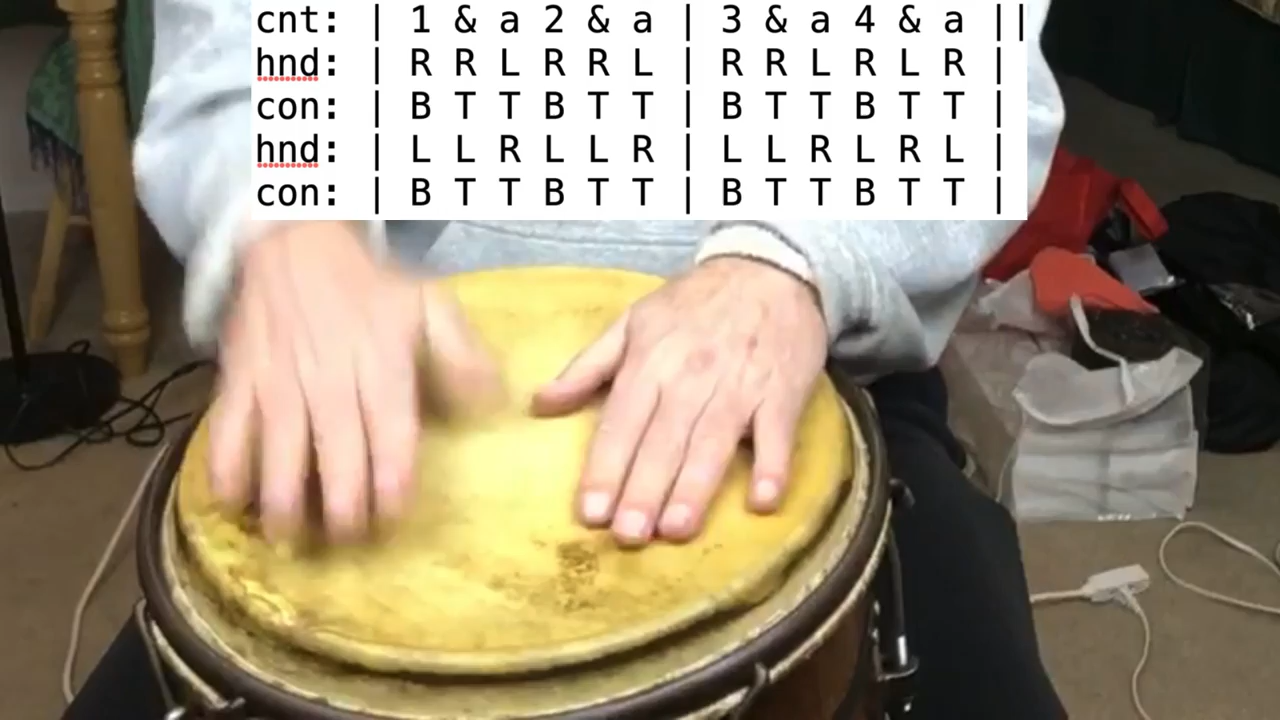 cnt: | 1 & a 2 & a | 3 & a 4 & a ||
hnd: | R R L R R L | R R L R L R |
con: | B T T B T T | B T T B T T |
hnd: | L L R L L R | L L R L R L |
con: | B T T B T T | B T T B T T |